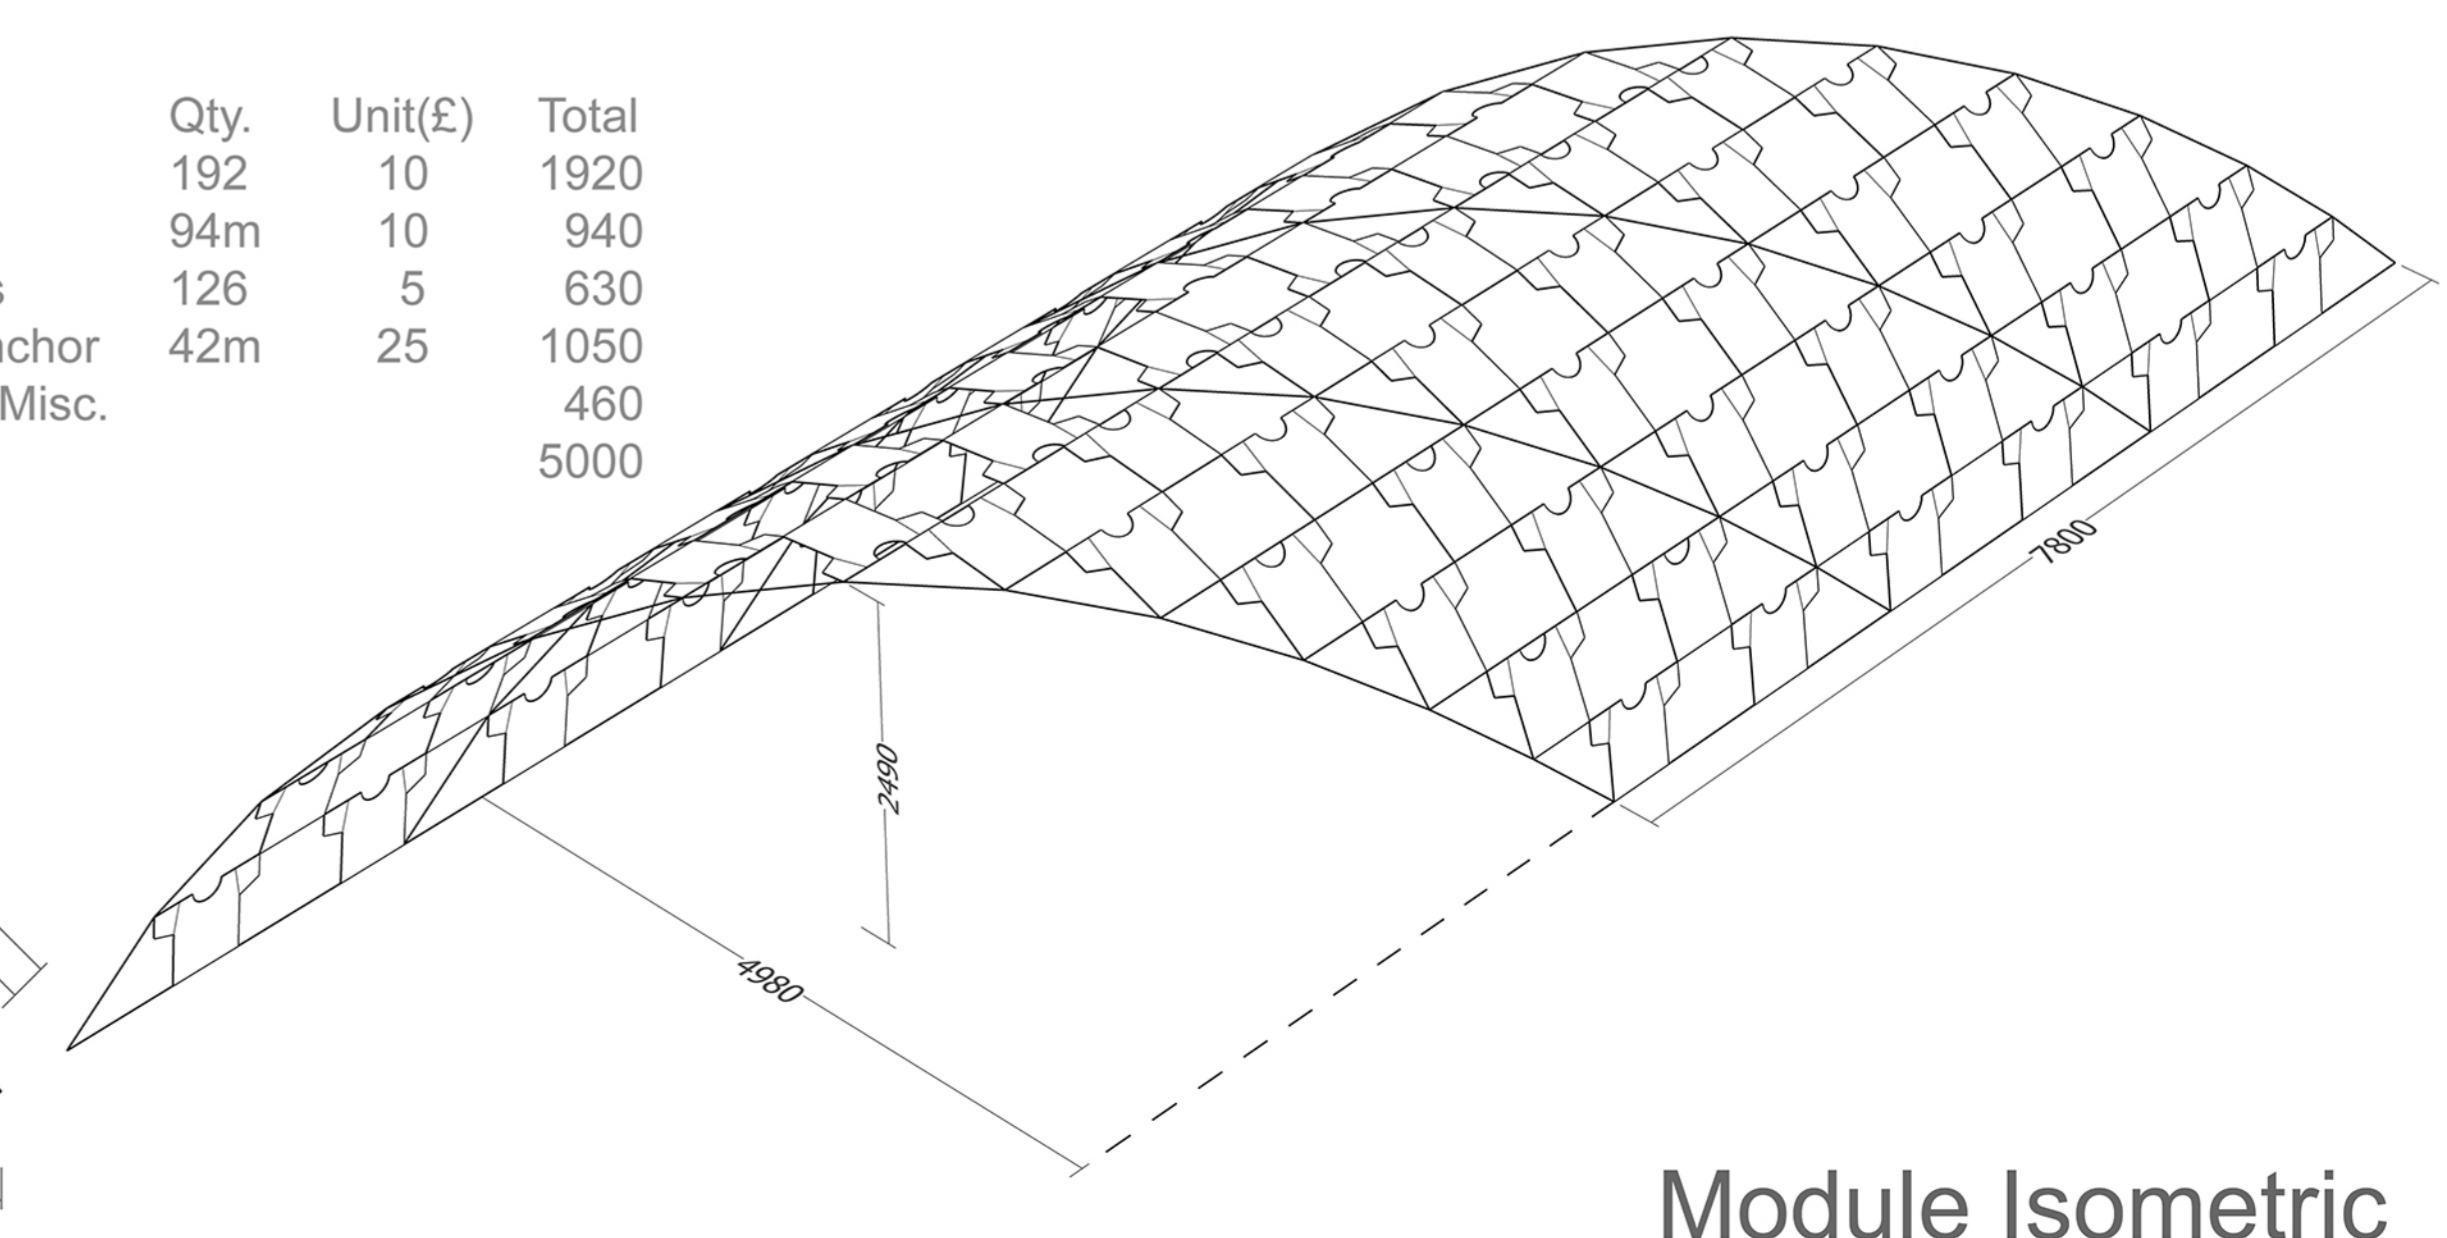 Qty. Unit(£) Total
192 10 1920
94m 10 940
s 126 5 630
chor 42m 25 1050
Misc. 460
5000
7800
2490
4980
Module Isometric